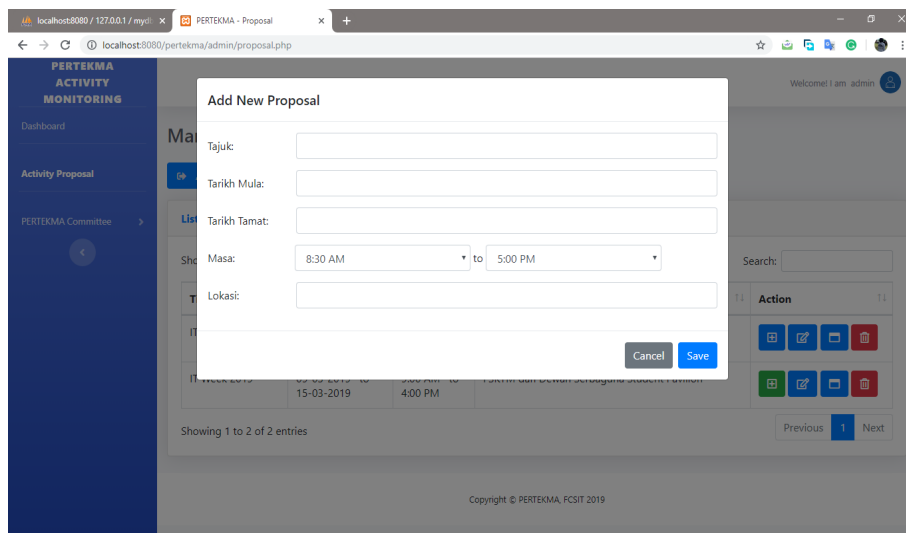 localhost:8080 / 127.0.0.1 / myd
PERTEKMA - Proposal
localhost:8080/pertekma/admin/proposal.php
PERTEKMA
ACTIVITY
MONITORING
Welcome! I am admin
Dashboard
Activity Proposal
PERTEKMA Committee
Add New Proposal
Tajuk:
Tarikh Mula:
Tarikh Tamat:
Masa: 8:30 AM to 5:00 PM
Lokasi:
Cancel Save
Search:
Action
15-03-2019 4:00 PM
Showing 1 to 2 of 2 entries
Previous 1 Next
Copyright © PERTEKMA, FCSIT 2019